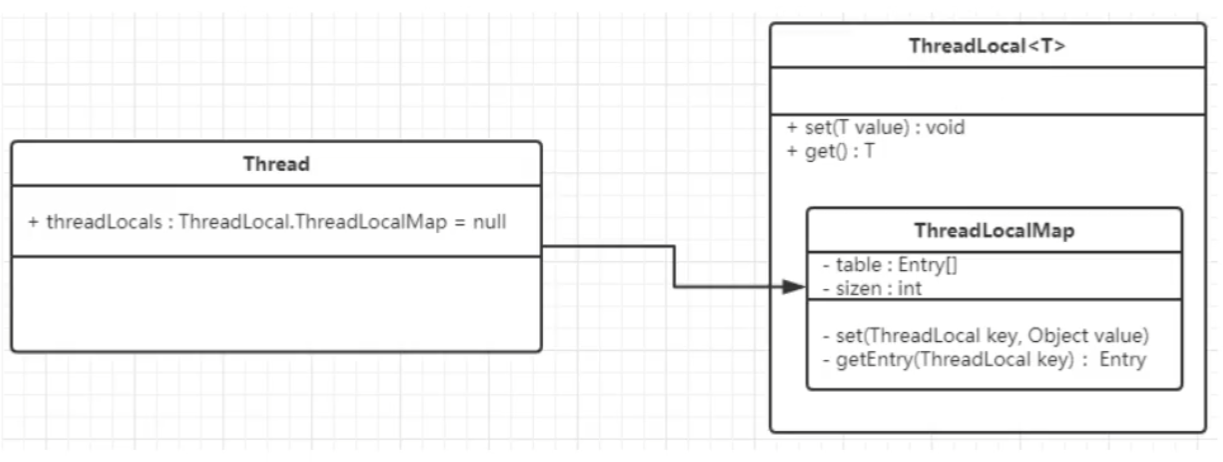 Thread
+ threadLocals : ThreadLocal.ThreadLocalMap = null
ThreadLocal<T>
+ set(T value) : void
+ get() : T
ThreadLocalMap
- table : Entry[]
- sizen : int
- set(ThreadLocal key, Object value)
- getEntry(ThreadLocal key) : Entry